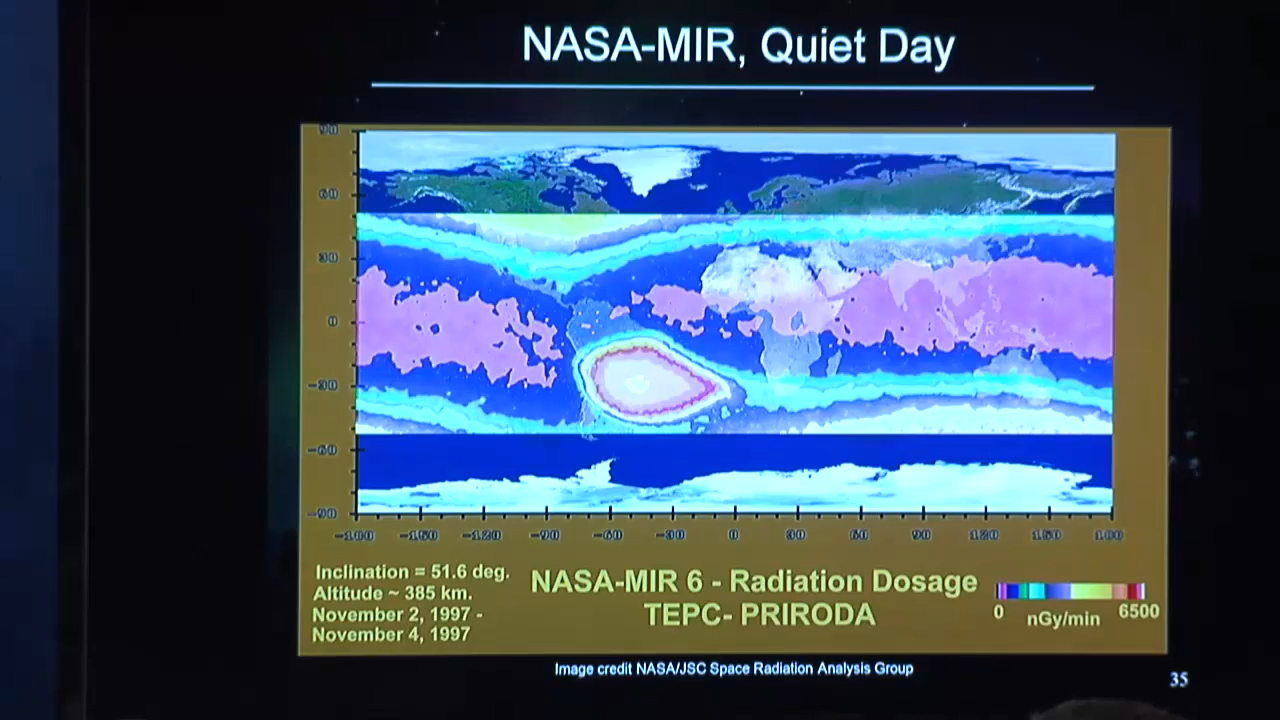 NASA-MIR, Quiet Day
90
60
30
0
-30
-60
-90
-180 -150 -120 -90 -60 -30 0 30 60 90 120 150 180
Inclination = 51.6 deg.
Altitude ~ 385 km.
November 2, 1997 -
November 4, 1997
NASA-MIR 6 - Radiation Dosage
TEPC- PRIRODA
0 nGy/min 6500
Image credit NASA/JSC Space Radiation Analysis Group
35